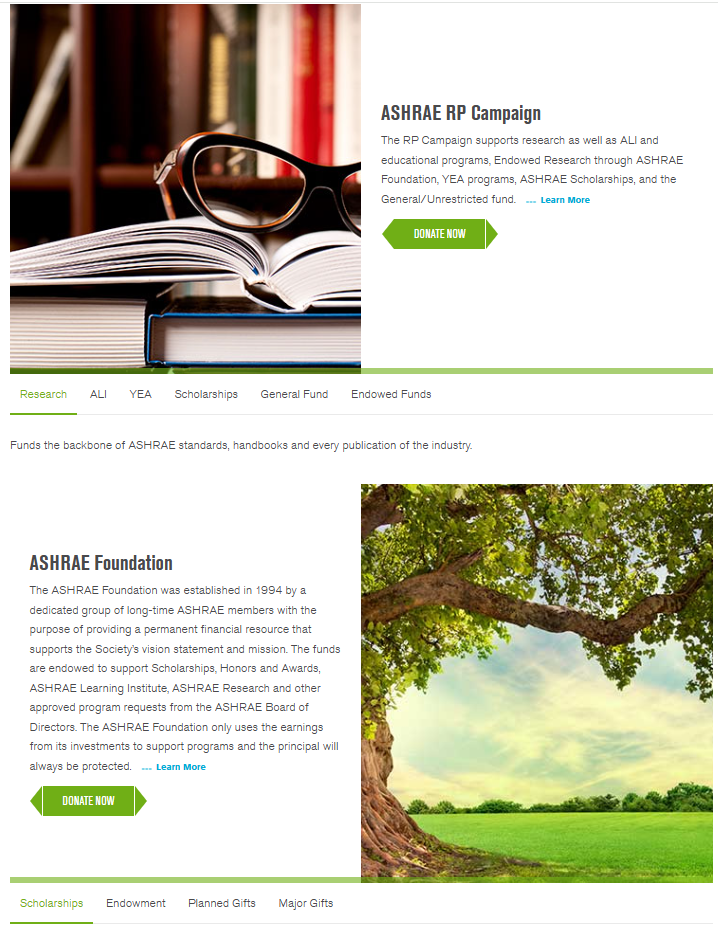 ASHRAE RP Campaign
The RP Campaign supports research as well as ALI and
educational programs, Endowed Research through ASHRAE
Foundation, YEA programs, ASHRAE Scholarships, and the
General/Unrestricted fund. --- Learn More
DONATE NOW
Research ALI YEA Scholarships General Fund Endowed Funds
Funds the backbone of ASHRAE standards, handbooks and every publication of the industry.
ASHRAE Foundation
The ASHRAE Foundation was established in 1994 by a
dedicated group of long-time ASHRAE members with the
purpose of providing a permanent financial resource that
supports the Society's vision statement and mission. The funds
are endowed to support Scholarships, Honors and Awards,
ASHRAE Learning Institute, ASHRAE Research and other
approved program requests from the ASHRAE Board of
Directors. The ASHRAE Foundation only uses the earnings
from its investments to support programs and the principal will
always be protected. --- Learn More
DONATE NOW
Scholarships Endowment Planned Gifts Major Gifts